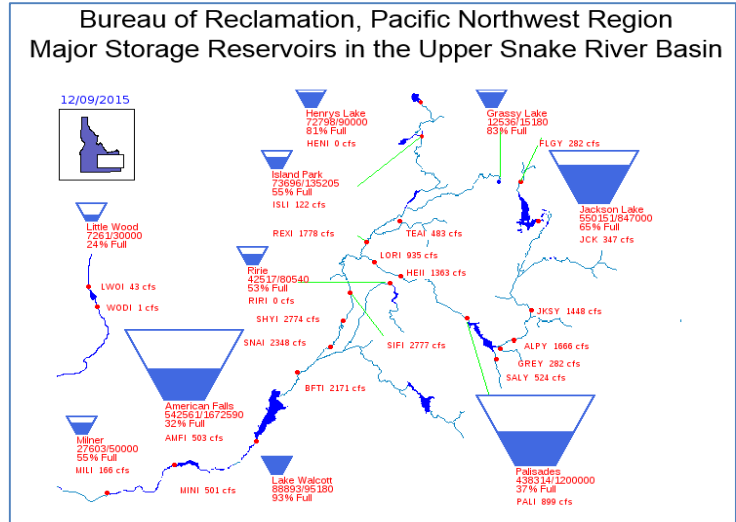 Bureau of Reclamation, Pacific Northwest Region
Major Storage Reservoirs in the Upper Snake River Basin
12/09/2015
Henrys Lake
72798/90000
81% Full
HENI 0 cfs
Grassy Lake
12536/15180
83% Full
FLGY 282 cfs
Island Park
73696/135205
55% Full
ISLI 122 cfs
Jackson Lake
550151/847000
65% Full
JCK 347 cfs
Little Wood
7261/30000
24% Full
LWOI 43 cfs
WODI 1 cfs
REXI 1778 cfs
TEAI 483 cfs
LORI 935 cfs
HEII 1363 cfs
Ririe
42517/80540
53% Full
RIRI 0 cfs
SHYI 2774 cfs
SNAI 2348 cfs
SIFI 2777 cfs
JKSY 1448 cfs
ALPY 1666 cfs
GREY 282 cfs
SALY 524 cfs
BFTI 2171 cfs
American Falls
542561/1672590
32% Full
AMFI 503 cfs
Milner
27603/50000
55% Full
MILI 166 cfs
MINI 501 cfs
Lake Walcott
88893/95180
93% Full
Palisades
438314/1200000
37% Full
PALI 899 cfs